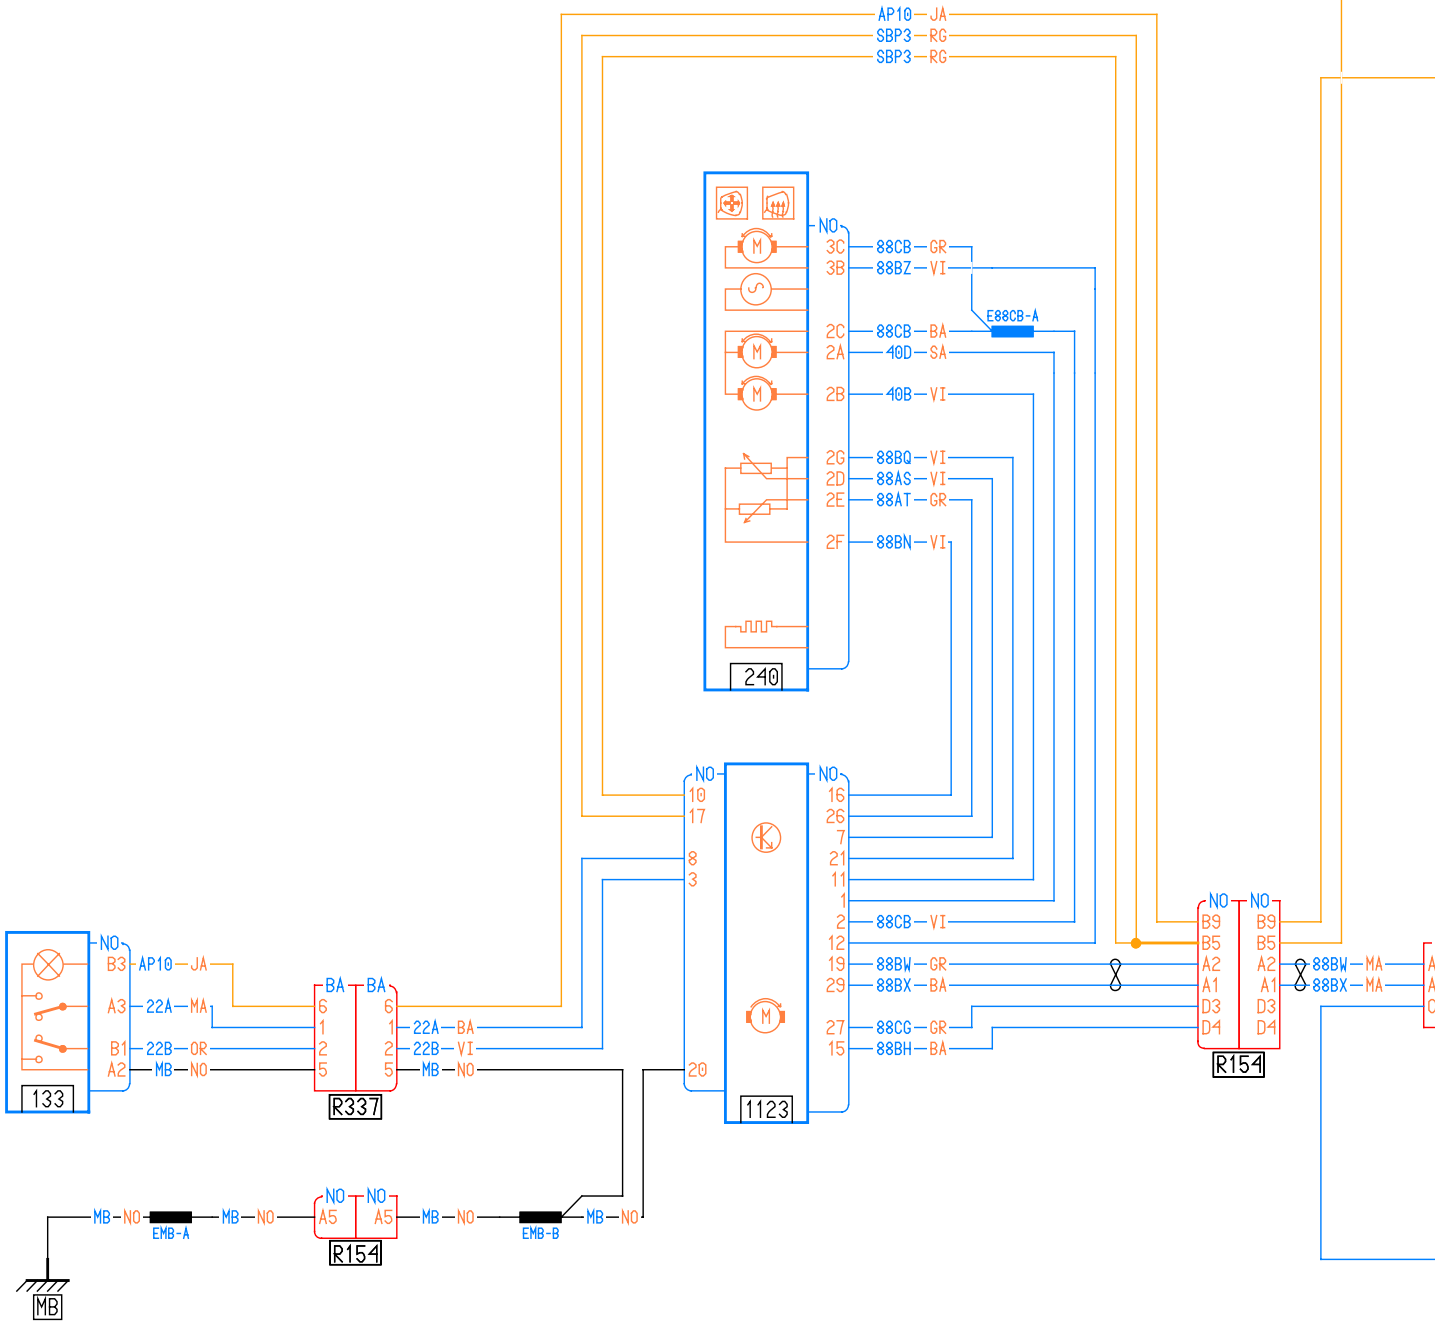 AP10 JA
SBP3 RG
SBP3 RG
NO
3C 88CB GR
3B 88BZ VI
E88CB-A
2C 88CB BA
2A 40D SA
2B 40B VI
2G 88BQ VI
2D 88AS VI
2E 88AT GR
2F 88BN VI
240
NO NO
10 16
17 26
7
8 21
3 11
1
2 88CB VI
12
19 88BW GR
29 88BX BA
27 88CG GR
15 88BH BA
20
1123
M
M
M
M
NO NO
B9 B9
B5 B5
A2 A2 88BW MA A
A1 A1 88BX MA A
D3 D3
D4 D4
R154
NO
B3 AP10 JA
A3 22A MA
B1 22B OR
A2 MB NO
133
BA BA
6 6
1 1 22A BA
2 2 22B VI
5 5 MB NO
R337
NO NO
MB NO MB NO A5 A5 MB NO MB NO
EMB-A EMB-B
R154
MB